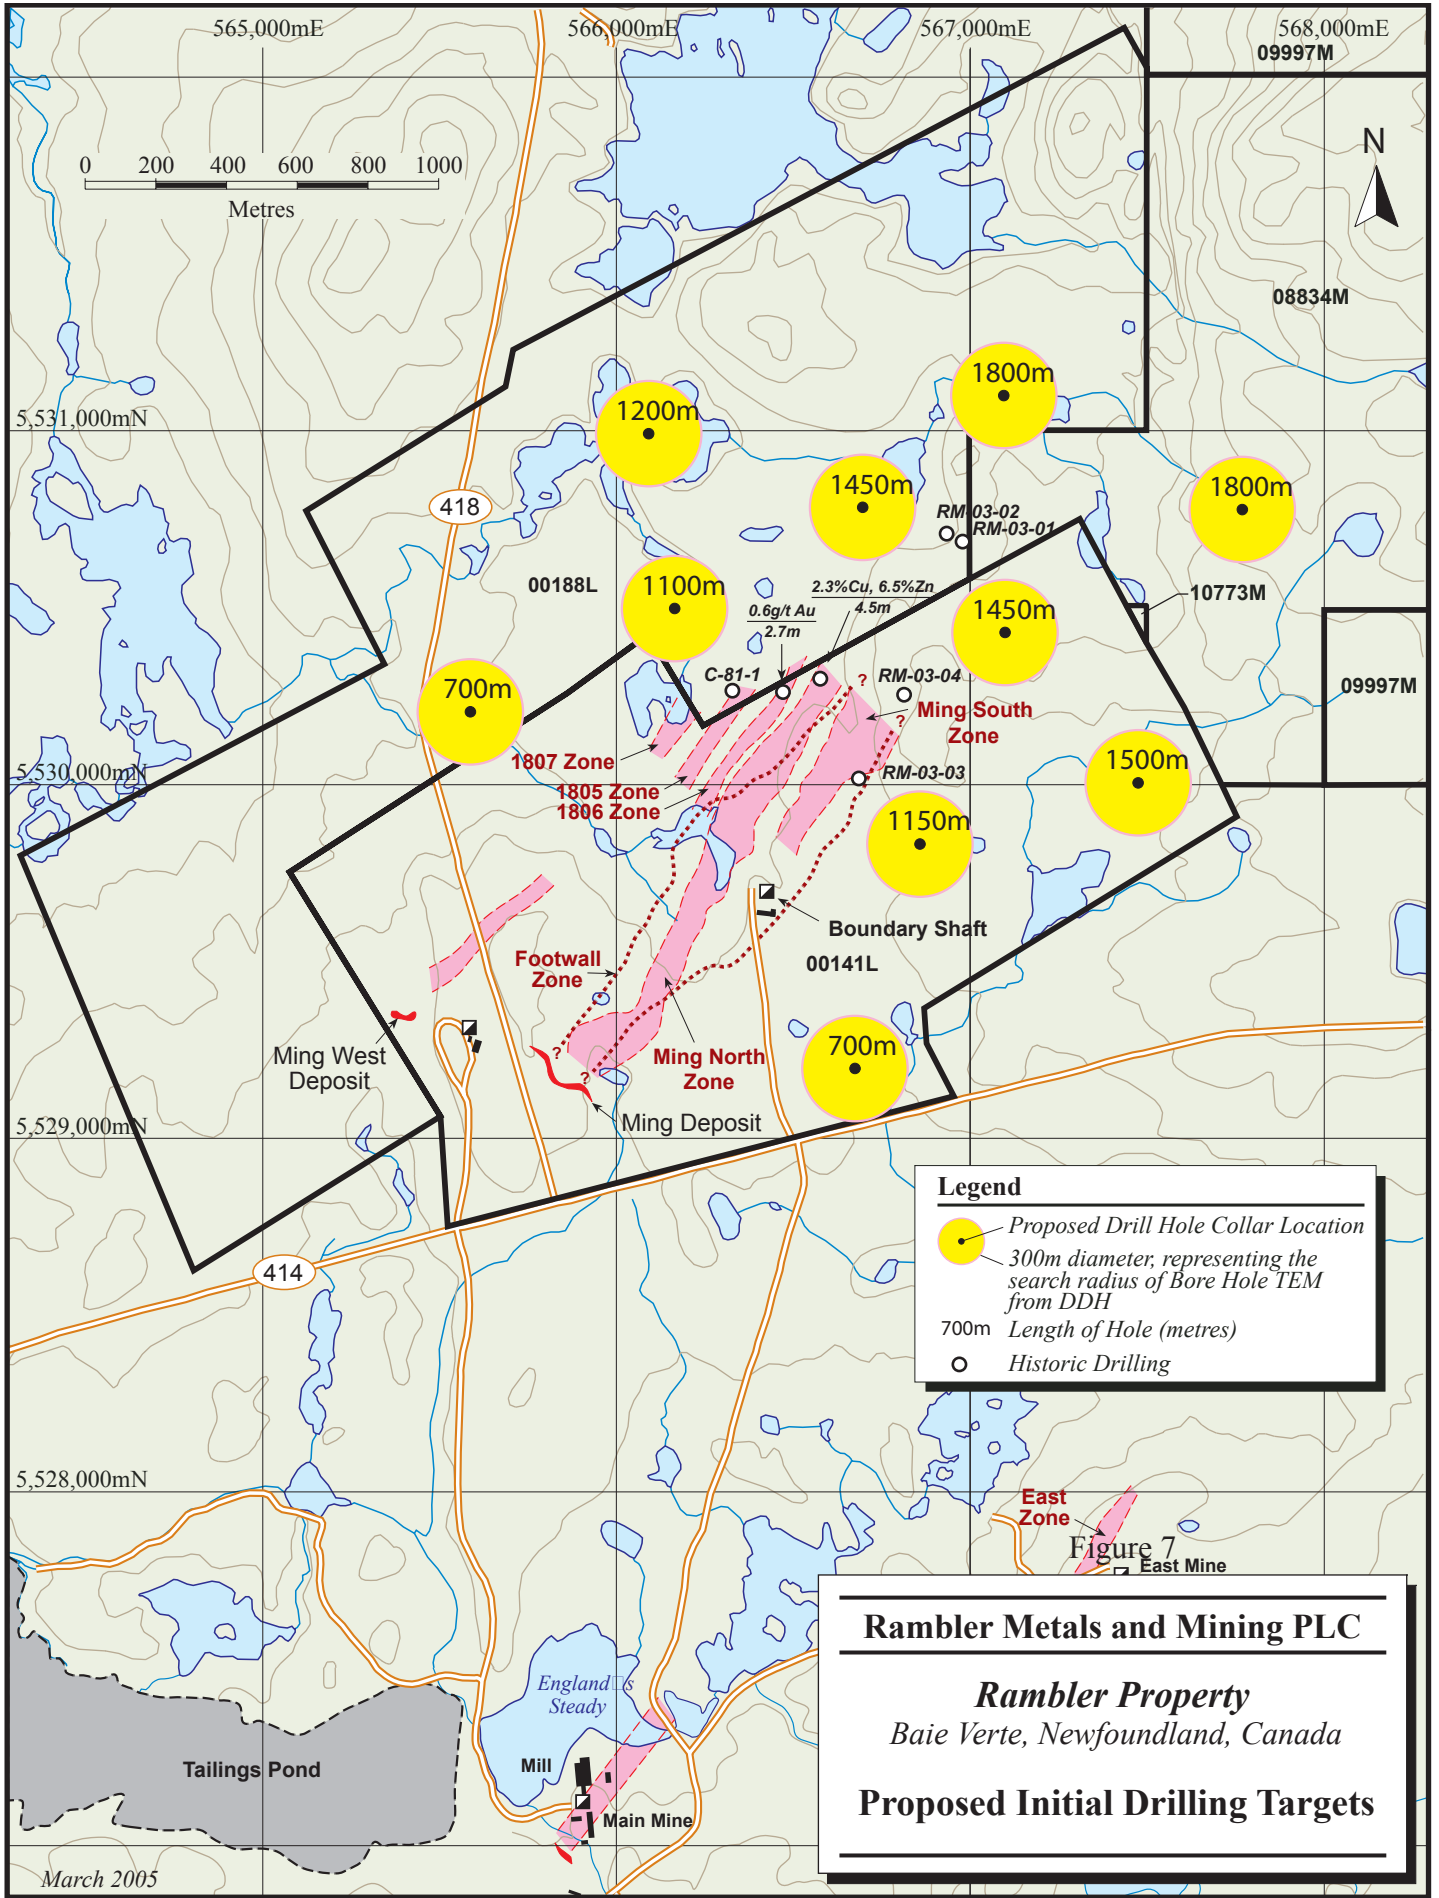 565,000mE
566,000mE
567,000mE
568,000mE
09997M
N
0 200 400 600 800 1000
Metres
08834M
1800m
5,531,000mN
1200m
1450m
1800m
418
RM-03-02
RM-03-01
00188L
1100m
2.3%Cu, 6.5%Zn
4.5m
0.6g/t Au
2.7m
10773M
1450m
C-81-1
?
RM-03-04
09997M
700m
Ming South
Zone
?
1807 Zone
5,530,000mN
1805 Zone
1806 Zone
RM-03-03
1500m
1150m
Boundary Shaft
00141L
Footwall
Zone
Ming West
Deposit
?
?
Ming North
Zone
700m
Ming Deposit
5,529,000mN
414
Legend
Proposed Drill Hole Collar Location
300m diameter, representing the
search radius of Bore Hole TEM
from DDH
700m Length of Hole (metres)
Historic Drilling
5,528,000mN
East
Zone
Figure 7
East Mine
Rambler Metals and Mining PLC
Rambler Property
Baie Verte, Newfoundland, Canada
Proposed Initial Drilling Targets
England□s
Steady
Mill
Main Mine
Tailings Pond
March 2005